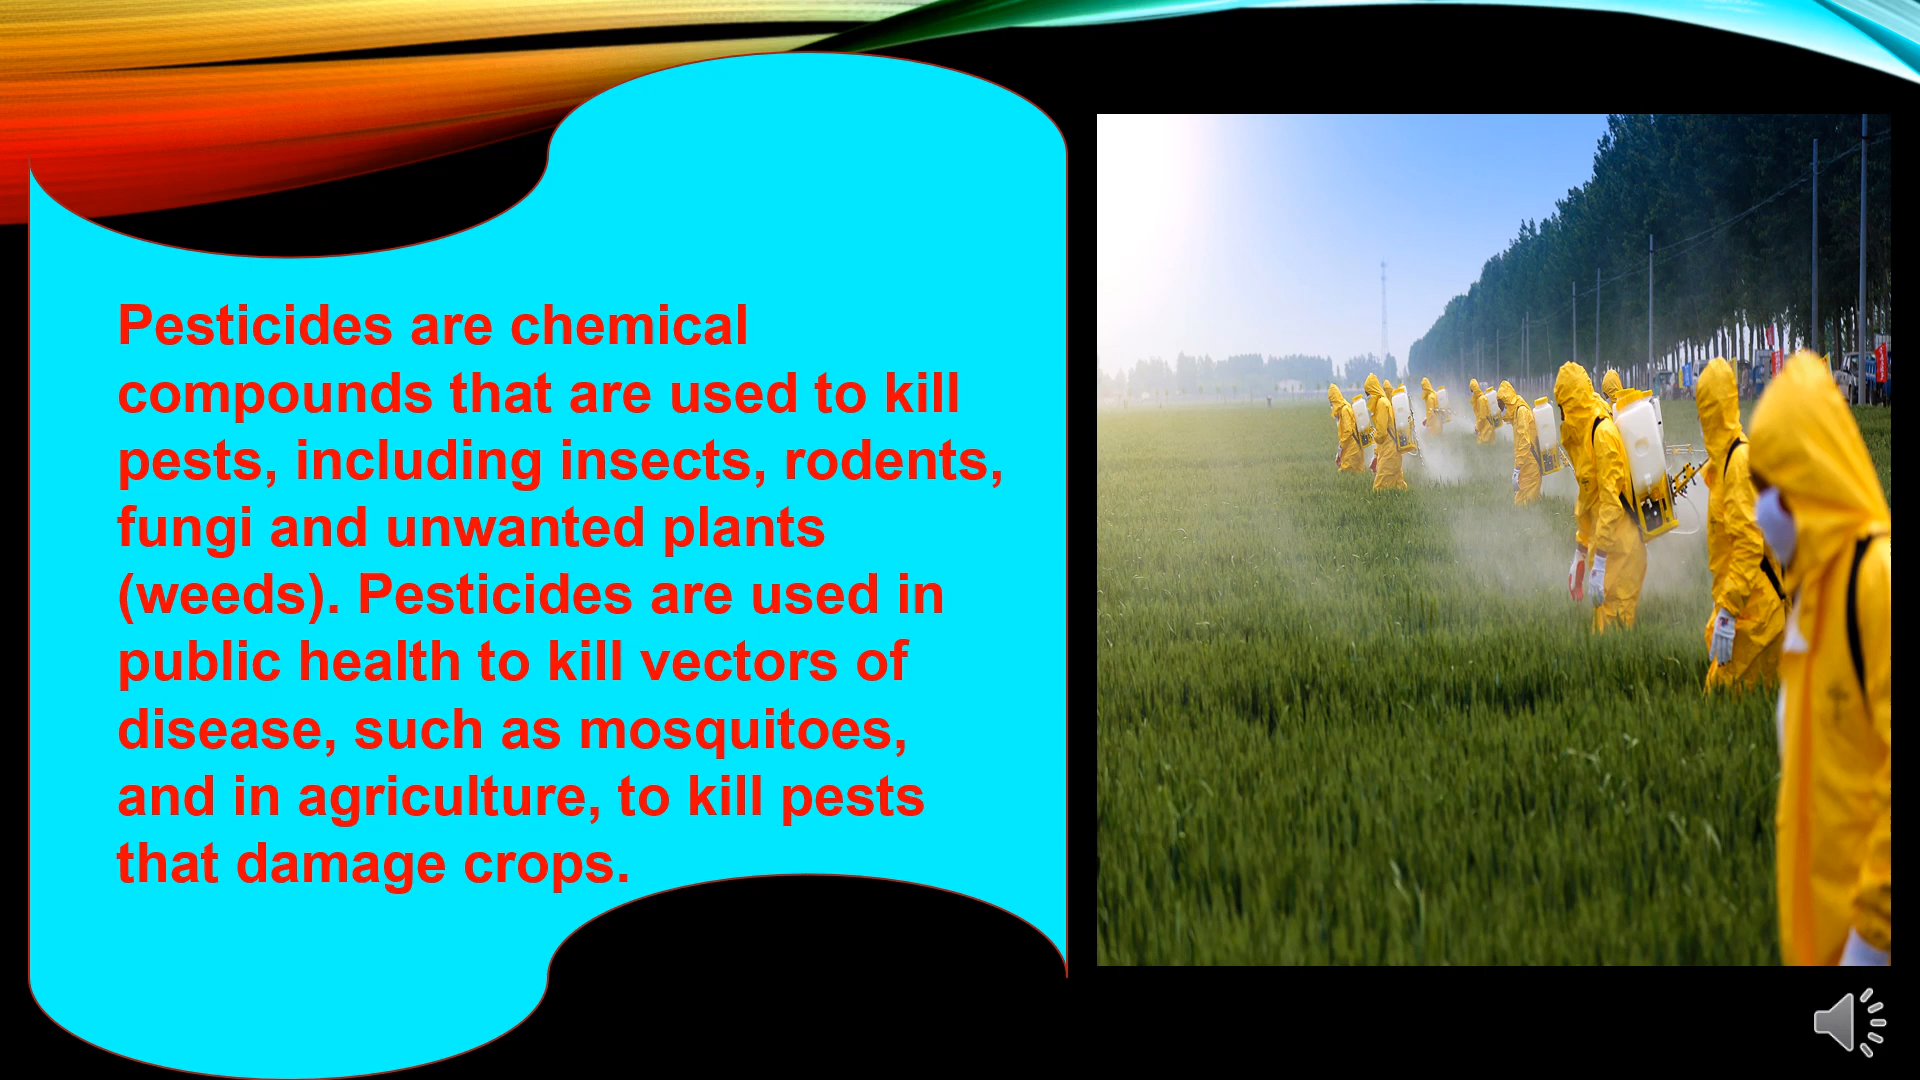 Pesticides are chemical
compounds that are used to kill
pests, including insects, rodents,
fungi and unwanted plants
(weeds). Pesticides are used in
public health to kill vectors of
disease, such as mosquitoes,
and in agriculture, to kill pests
that damage crops.